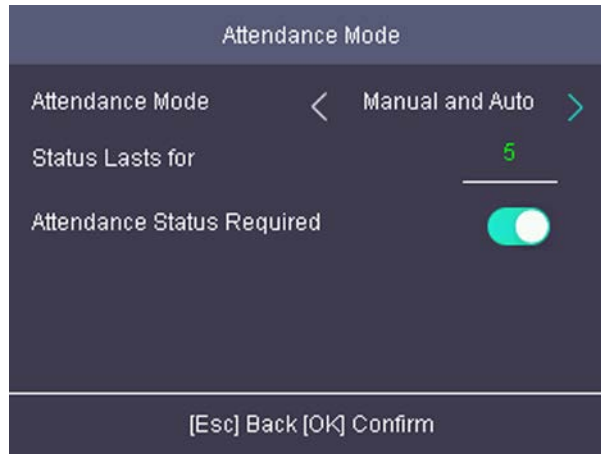 Attendance Mode
Attendance Mode < Manual and Auto >
Status Lasts for 5
Attendance Status Required
[Esc] Back [OK] Confirm